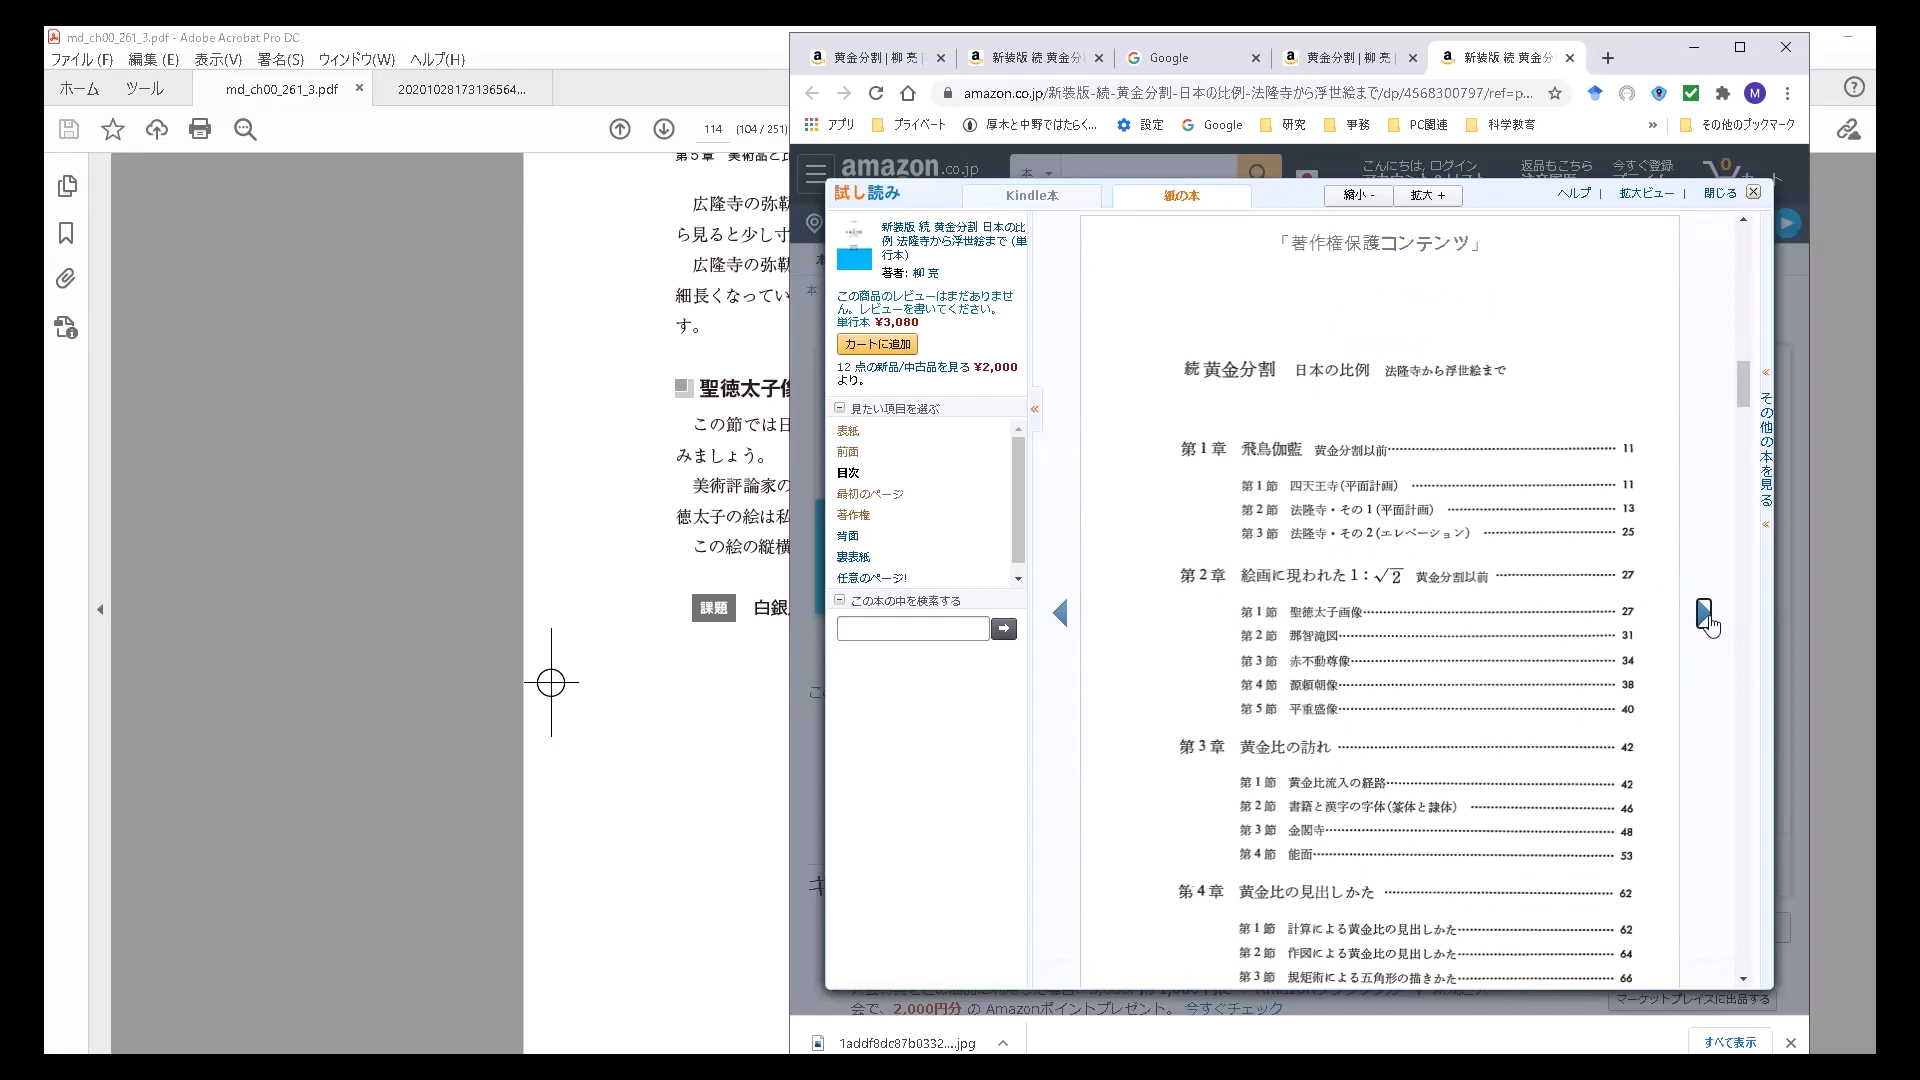 md_ch00_261_3.pdf - Adobe Acrobat Pro DC
ファイル (F) 編集 (E) 表示(V) 署名(S) ウィンドウ(W) ヘルプ(H)
ホーム ツール md_ch00_261_3.pdf × 20201028173136564...
114 (104 / 251)
第５章 美術品と
広隆寺の弥勒
ら見ると少し寸
広隆寺の弥勒
細長くなってい
す。
聖徳太子像
この節では日
みましょう。
美術評論家の
徳太子の絵は私
この絵の縦横
課題 白銀
黄金分割 | 柳 亮 |
新装版 続 黄金分
Google
黄金分割 | 柳 亮 |
新装版 続 黄金分
amazon.co.jp/新装版-続-黄金分割-日本の比例-法隆寺から浮世絵まで/dp/4568300797/ref=p...
M
アプリ プライベート 厚木と中野ではたらく... 設定 Google 研究 事務 PC関連 科学教育 » その他のブックマーク
amazon.co.jp
本
こんにちは, ログイン
返品もこちら
今すぐ登録
0
試し読み
Kindle本
紙の本
縮小 -
拡大 +
ヘルプ | 拡大ビュー | 閉じる
新装版 続 黄金分割 日本の比
例 法隆寺から浮世絵まで (単
行本)
著者: 柳 亮
この商品のレビューはまだありませ
ん。レビューを書いてください。
単行本 ¥3,080
カートに追加
12 点の新品/中古品を見る ¥2,000
より。
見たい項目を選ぶ
表紙
前面
目次
最初のページ
著作権
背面
裏表紙
任意のページ!
この本の中を検索する
「著作権保護コンテンツ」
続 黄金分割 日本の比例 法隆寺から浮世絵まで
第1章 飛鳥伽藍 黄金分割以前 11
第1節 四天王寺(平面計画) 11
第2節 法隆寺・その1(平面計画) 13
第3節 法隆寺・その2(エレベーション) 25
第2章 絵画に現われた1:√2 黄金分割以前 27
第1節 聖徳太子画像 27
第2節 那智滝図 31
第3節 赤不動尊像 34
第4節 源頼朝像 38
第5節 平重盛像 40
第3章 黄金比の訪れ 42
第1節 黄金比流入の経路 42
第2節 書籍と漢字の字体(篆体と隷体) 46
第3節 金閣寺 48
第4節 能面 53
第4章 黄金比の見出しかた 62
第1節 計算による黄金比の見出しかた 62
第2節 作図による黄金比の見出しかた 64
第3節 規矩術による五角形の描きかた 66
« その他の本を見る «
マーケットプレイスに出品する
会で、2,000円分 の Amazonポイントプレゼント。 今すぐチェック
1addf8dc87b0332....jpg
すべて表示